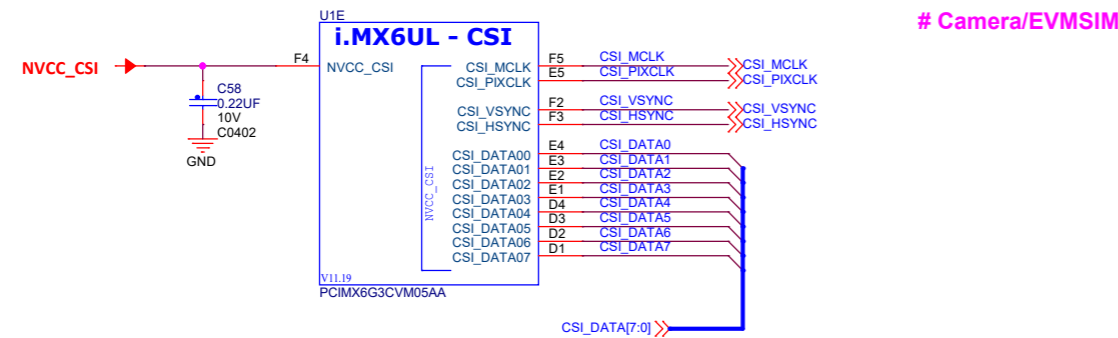 # Camera/EVMSIM
U1E
i.MX6UL - CSI
NVCC_CSI
F4
NVCC_CSI
C58
0.22UF
10V
C0402
GND
NVCC_CSI
CSI_MCLK F5 CSI_MCLK CSI_MCLK
CSI_PIXCLK E5 CSI_PIXCLK CSI_PIXCLK
CSI_VSYNC F2 CSI_VSYNC CSI_VSYNC
CSI_HSYNC F3 CSI_HSYNC CSI_HSYNC
CSI_DATA00 E4 CSI_DATA0
CSI_DATA01 E3 CSI_DATA1
CSI_DATA02 E2 CSI_DATA2
CSI_DATA03 E1 CSI_DATA3
CSI_DATA04 D4 CSI_DATA4
CSI_DATA05 D3 CSI_DATA5
CSI_DATA06 D2 CSI_DATA6
CSI_DATA07 D1 CSI_DATA7
V11.19
PCIMX6G3CVM05AA
CSI_DATA[7:0]